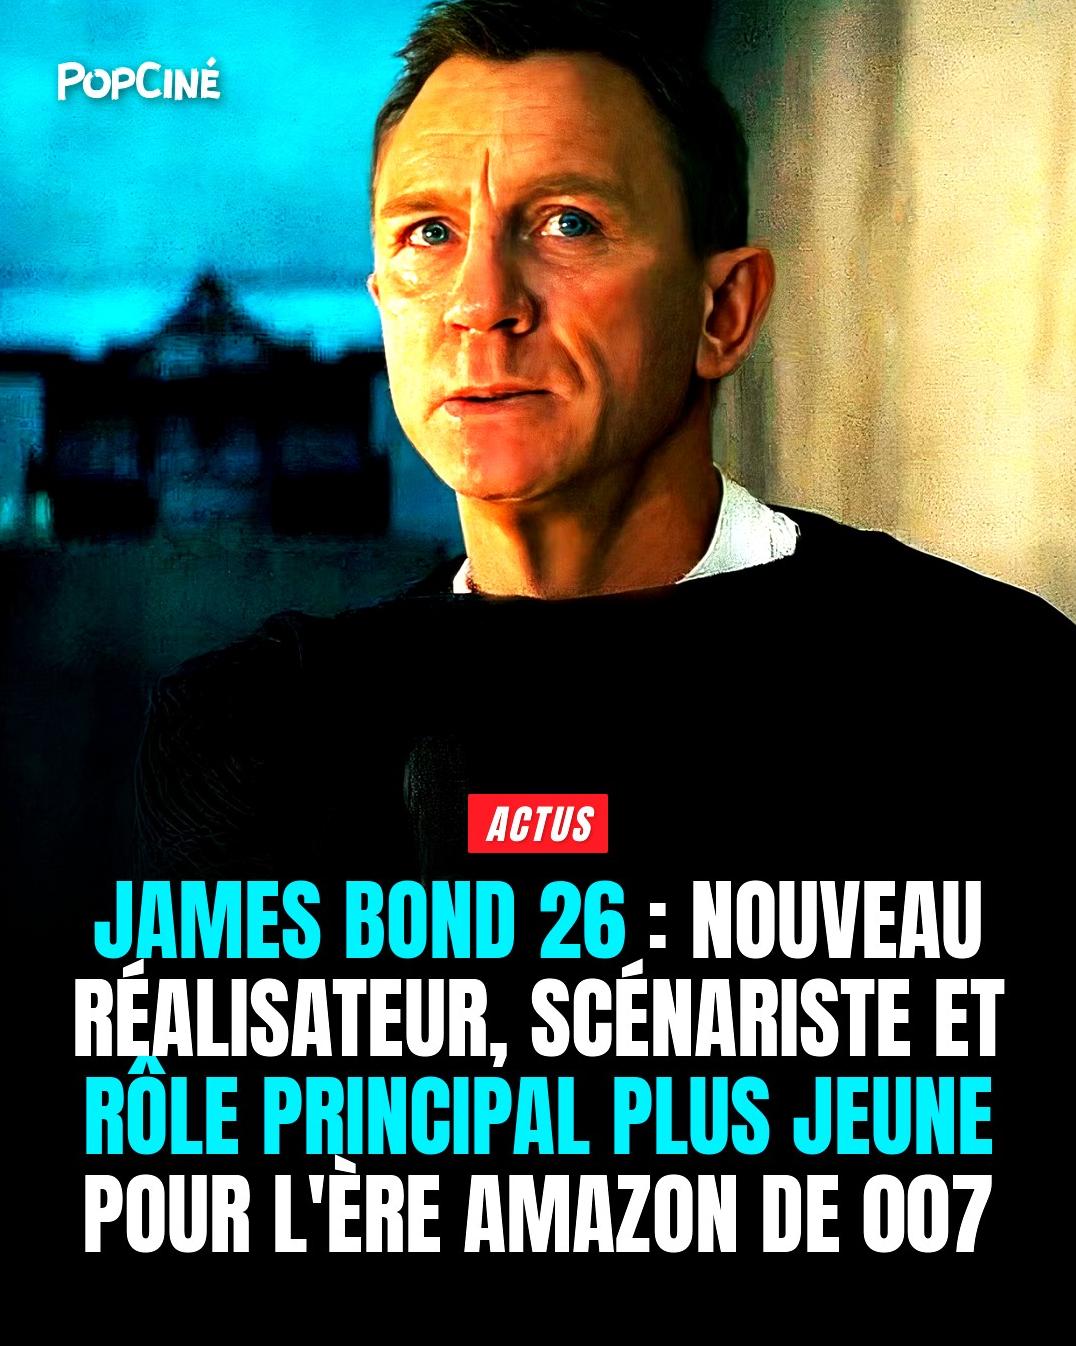 POPCINÉ
ACTUS
JAMES BOND 26 : NOUVEAU
RÉALISATEUR, SCÉNARISTE ET
RÔLE PRINCIPAL PLUS JEUNE
POUR L'ÈRE AMAZON DE 007